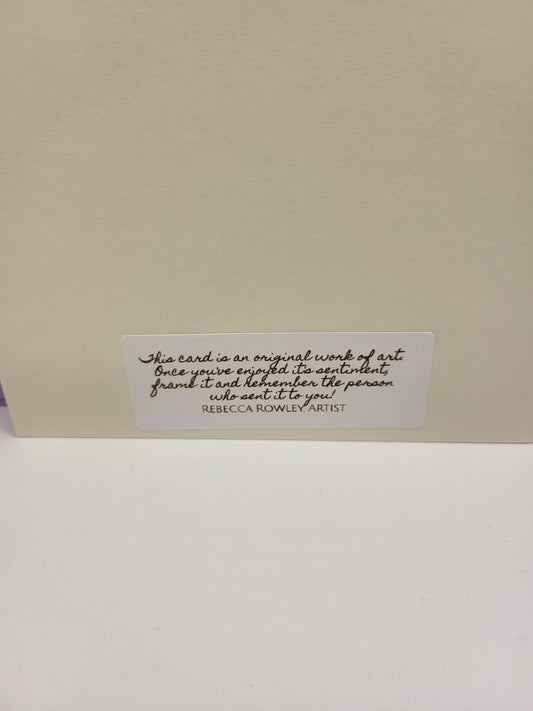 This card is an original work of art.
Once you've enjoyed its sentiment,
frame it and remember the person
who sent it to you!
REBECCA ROWLEY, ARTIST